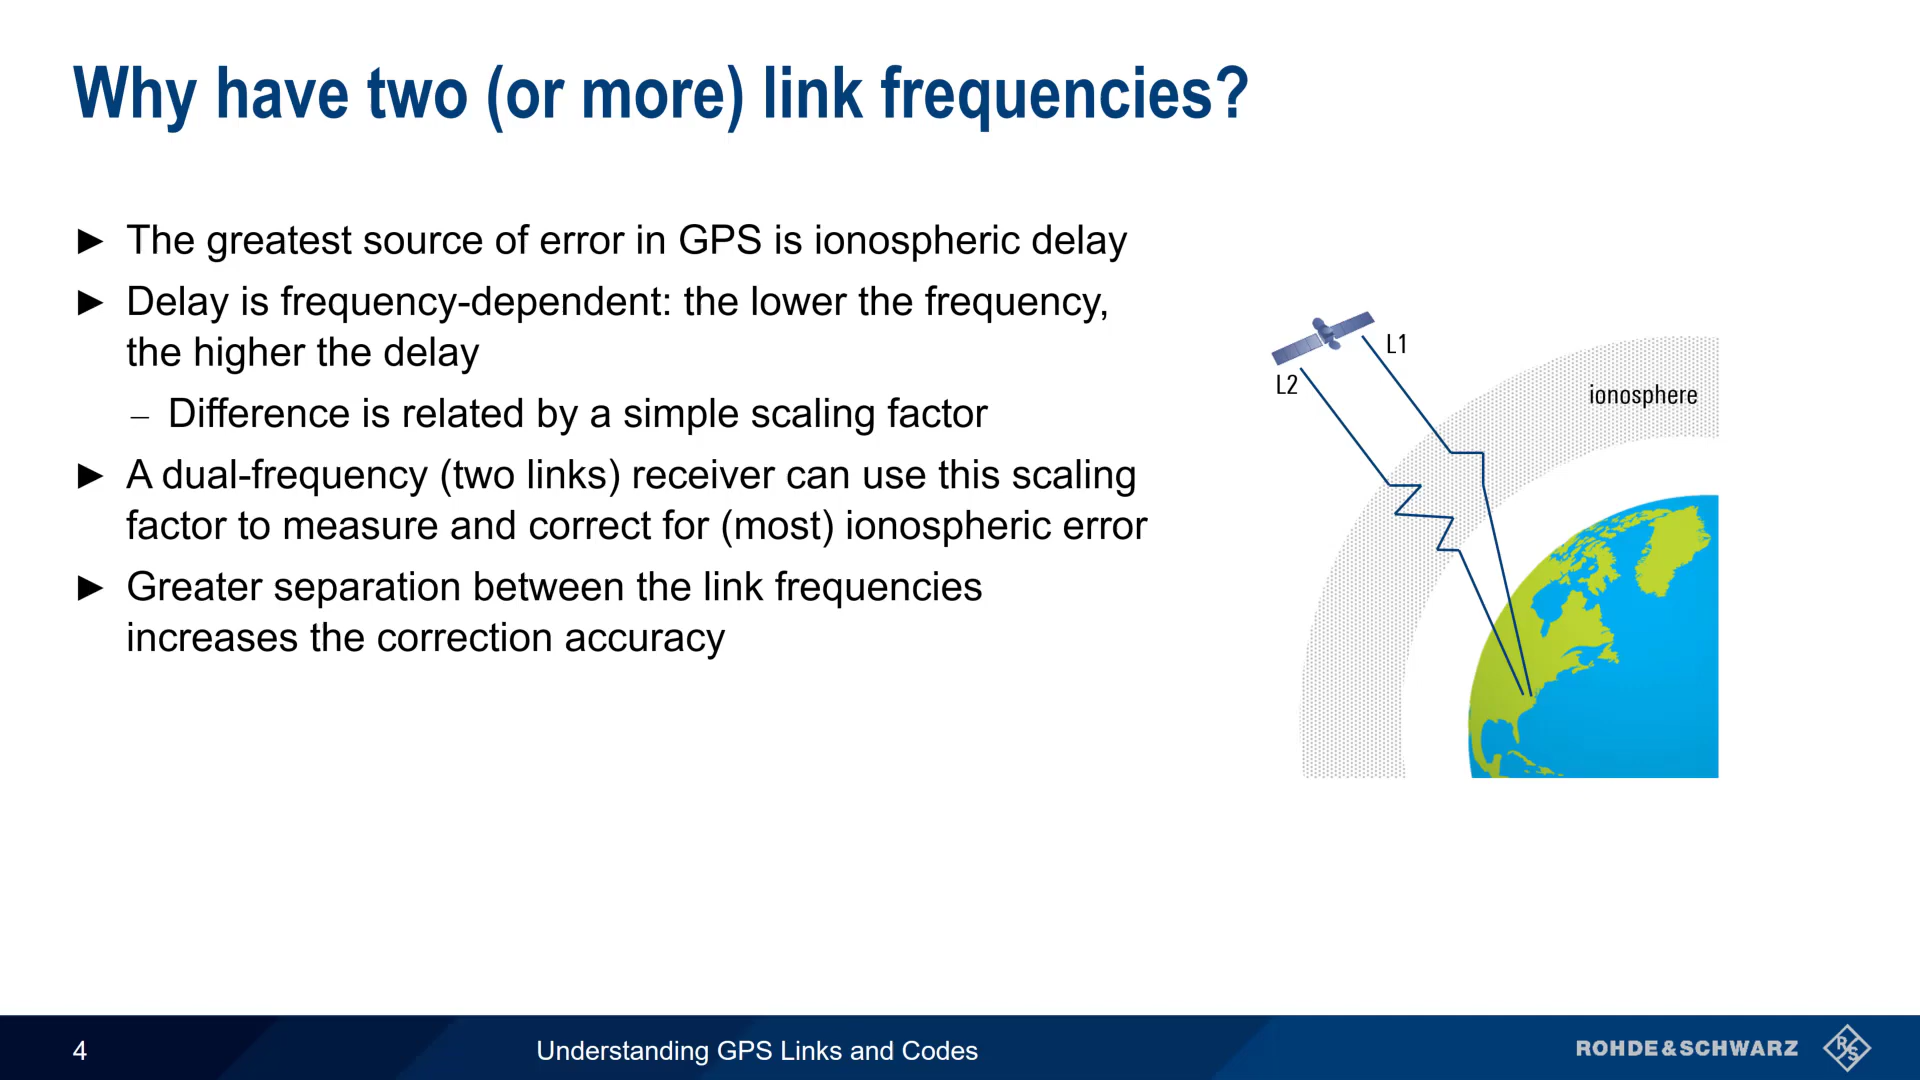 Why have two (or more) link frequencies?
► The greatest source of error in GPS is ionospheric delay
► Delay is frequency-dependent: the lower the frequency,
the higher the delay
– Difference is related by a simple scaling factor
► A dual-frequency (two links) receiver can use this scaling
factor to measure and correct for (most) ionospheric error
► Greater separation between the link frequencies
increases the correction accuracy
L1
L2
ionosphere
4
Understanding GPS Links and Codes
ROHDE&SCHWARZ
R&S